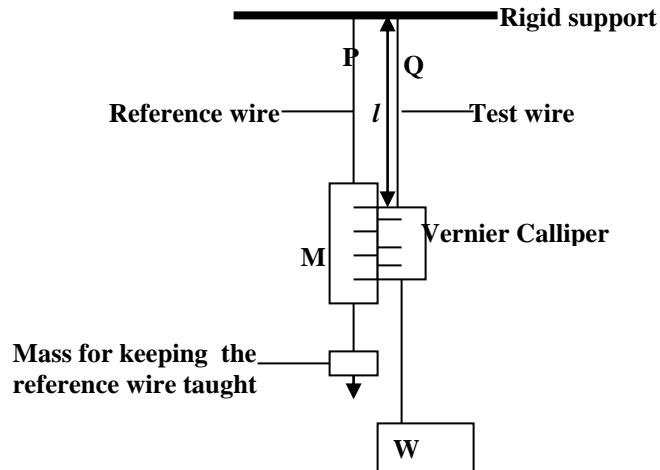 Rigid support
P
Q
Reference wire
l
Test wire
Vernier Calliper
M
Mass for keeping the
reference wire taught
W